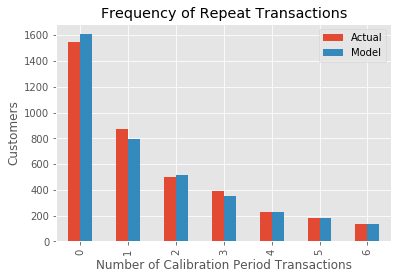 Frequency of Repeat Transactions
Actual
Model
Customers
1600
1400
1200
1000
800
600
400
200
0
0 1 2 3 4 5 6
Number of Calibration Period Transactions